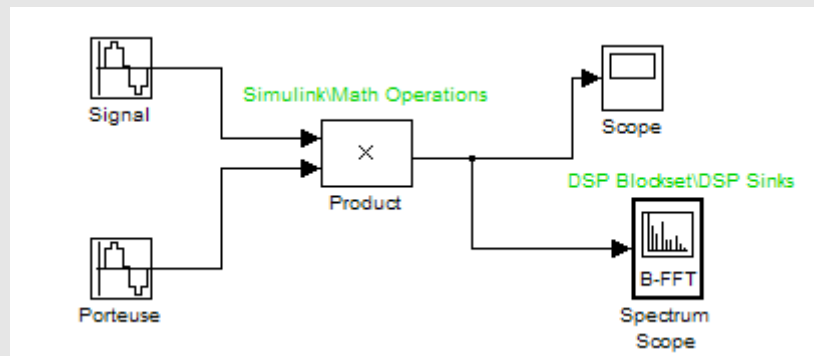 Signal
Simulink\Math Operations
×
Product
Scope
DSP Blockset\DSP Sinks
Porteuse
B-FFT
Spectrum
Scope